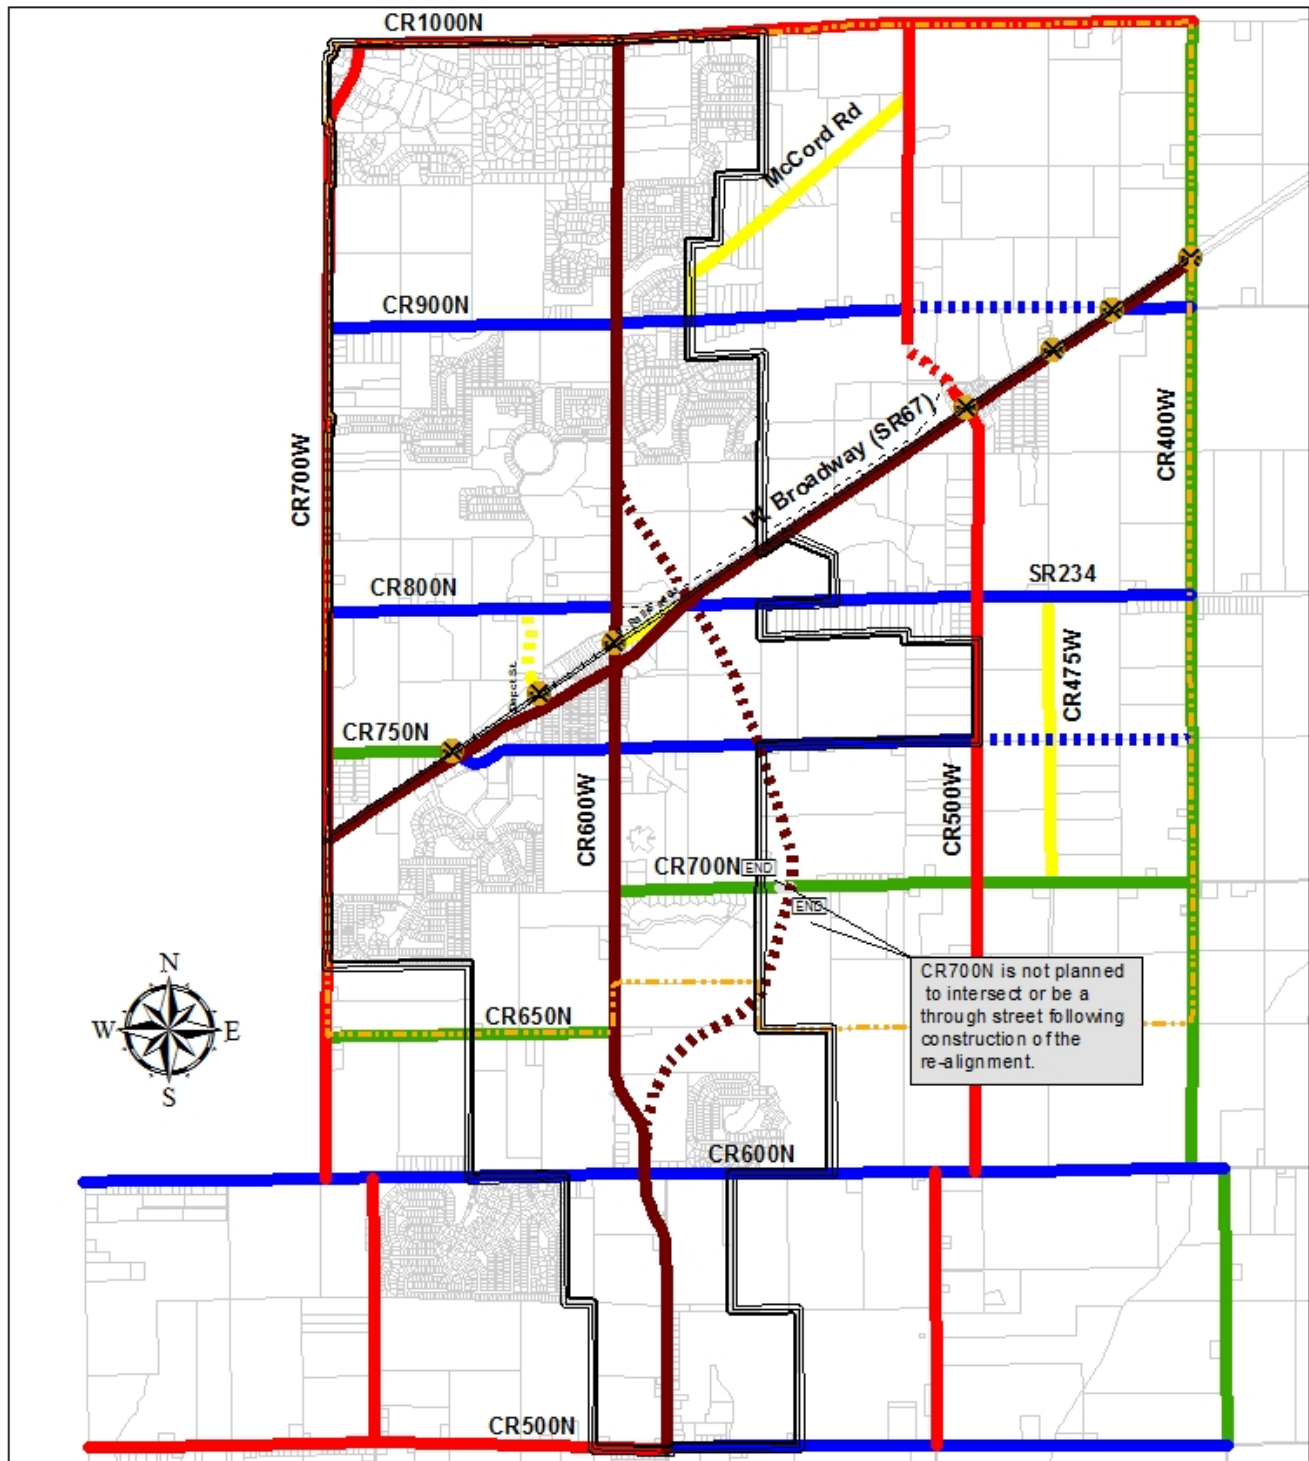 CR1000N
McCord Rd
CR900N
CR700W
W. Broadway (SR67)
CR400W
CR800N
SR234
CR475W
CR750N
CR600W
CR500W
CR700N
END
END
CR700N is not planned
to intersect or be a
through street following
construction of the
re-alignment.
N
W
E
S
CR650N
CR600N
CR500N